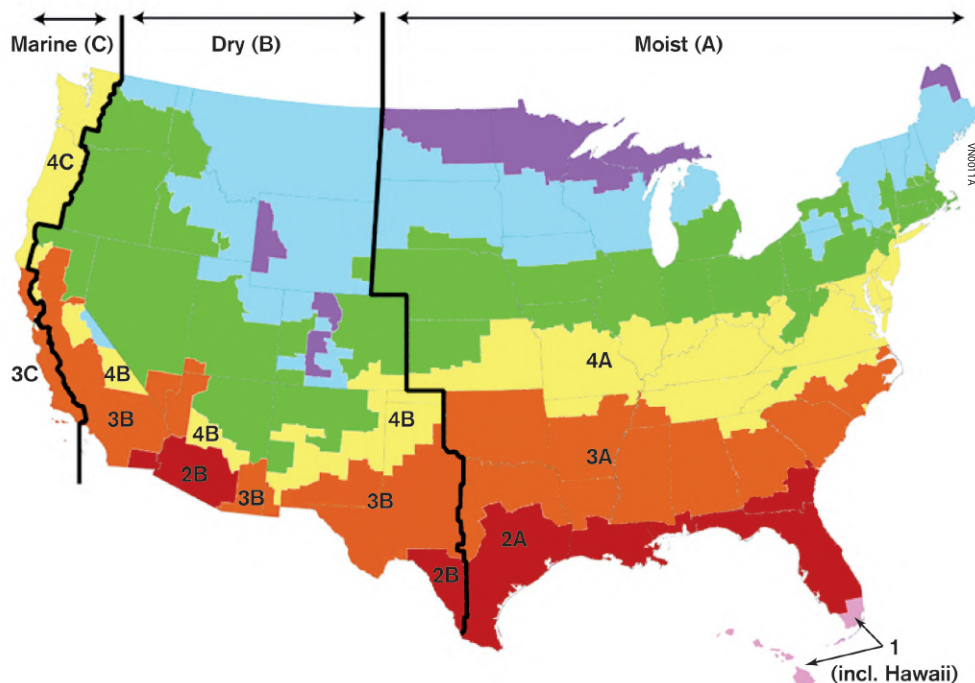 Marine (C)
Dry (B)
Moist (A)
VN0011A
4C
4A
3C
4B
3B
4B
4B
3A
2B
3B
3B
2A
2B
1
(incl. Hawaii)